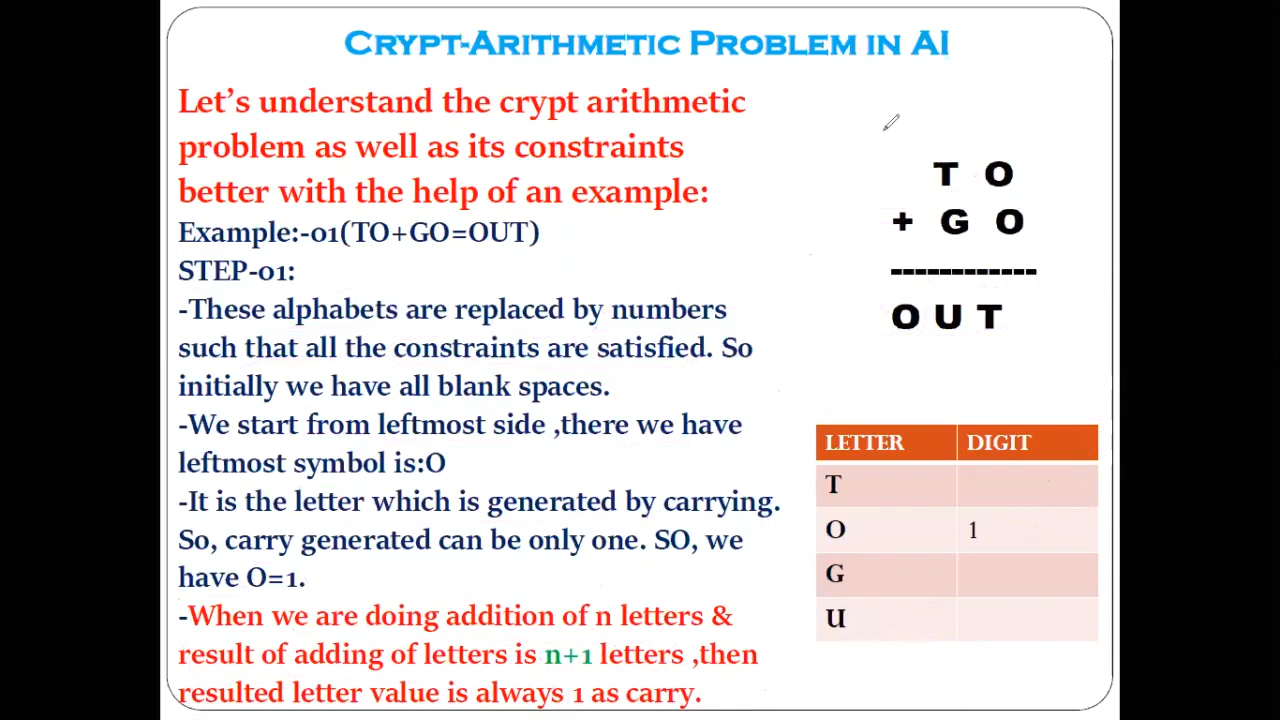 CRYPT-ARITHMETIC PROBLEM IN AI
Let's understand the crypt arithmetic
problem as well as its constraints
better with the help of an example:
Example:-01(TO+GO=OUT)
STEP-01:
-These alphabets are replaced by numbers
such that all the constraints are satisfied. So
initially we have all blank spaces.
-We start from leftmost side ,there we have
leftmost symbol is:O
-It is the letter which is generated by carrying.
So, carry generated can be only one. SO, we
have O=1.
-When we are doing addition of n letters &
result of adding of letters is n+1 letters ,then
resulted letter value is always 1 as carry.
T O
+ G O
------------
O U T
LETTER DIGIT
T
O 1
G
U